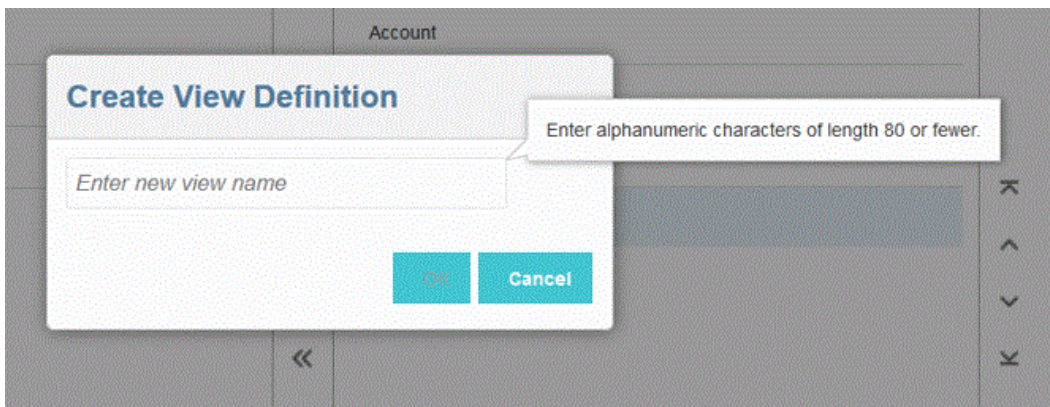 Account
Create View Definition
Enter alphanumeric characters of length 80 or fewer.
Enter new view name
OK
Cancel